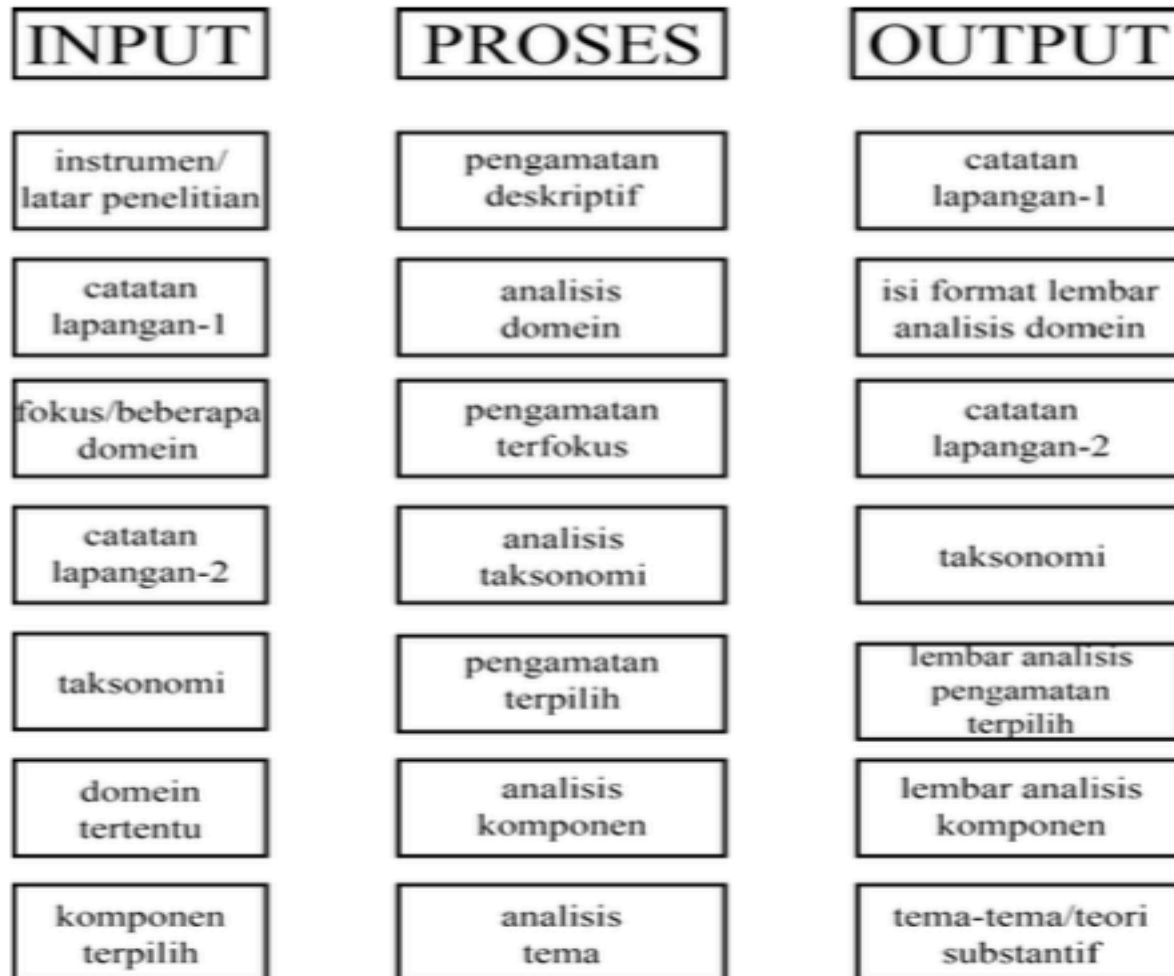 INPUT
PROSES
OUTPUT
instrumen/
latar penelitian
pengamatan
deskriptif
catatan
lapangan-1
catatan
lapangan-1
analisis
domein
isi format lembar
analisis domein
fokus/beberapa
domein
pengamatan
terfokus
catatan
lapangan-2
catatan
lapangan-2
analisis
taksonomi
taksonomi
taksonomi
pengamatan
terpilih
lembar analisis
pengamatan
terpilih
domein
tertentu
analisis
komponen
lembar analisis
komponen
komponen
terpilih
analisis
tema
tema-tema/teori
substantif